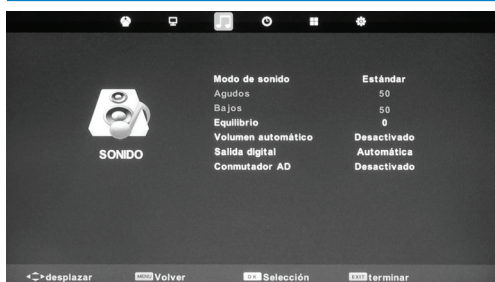 SONIDO
Modo de sonido Estándar
Agudos 50
Bajos 50
Equilibrio 0
Volumen automático Desactivado
Salida digital Automática
Conmutador AD Desactivado
desplazar MENU Volver OK Selección EXIT terminar